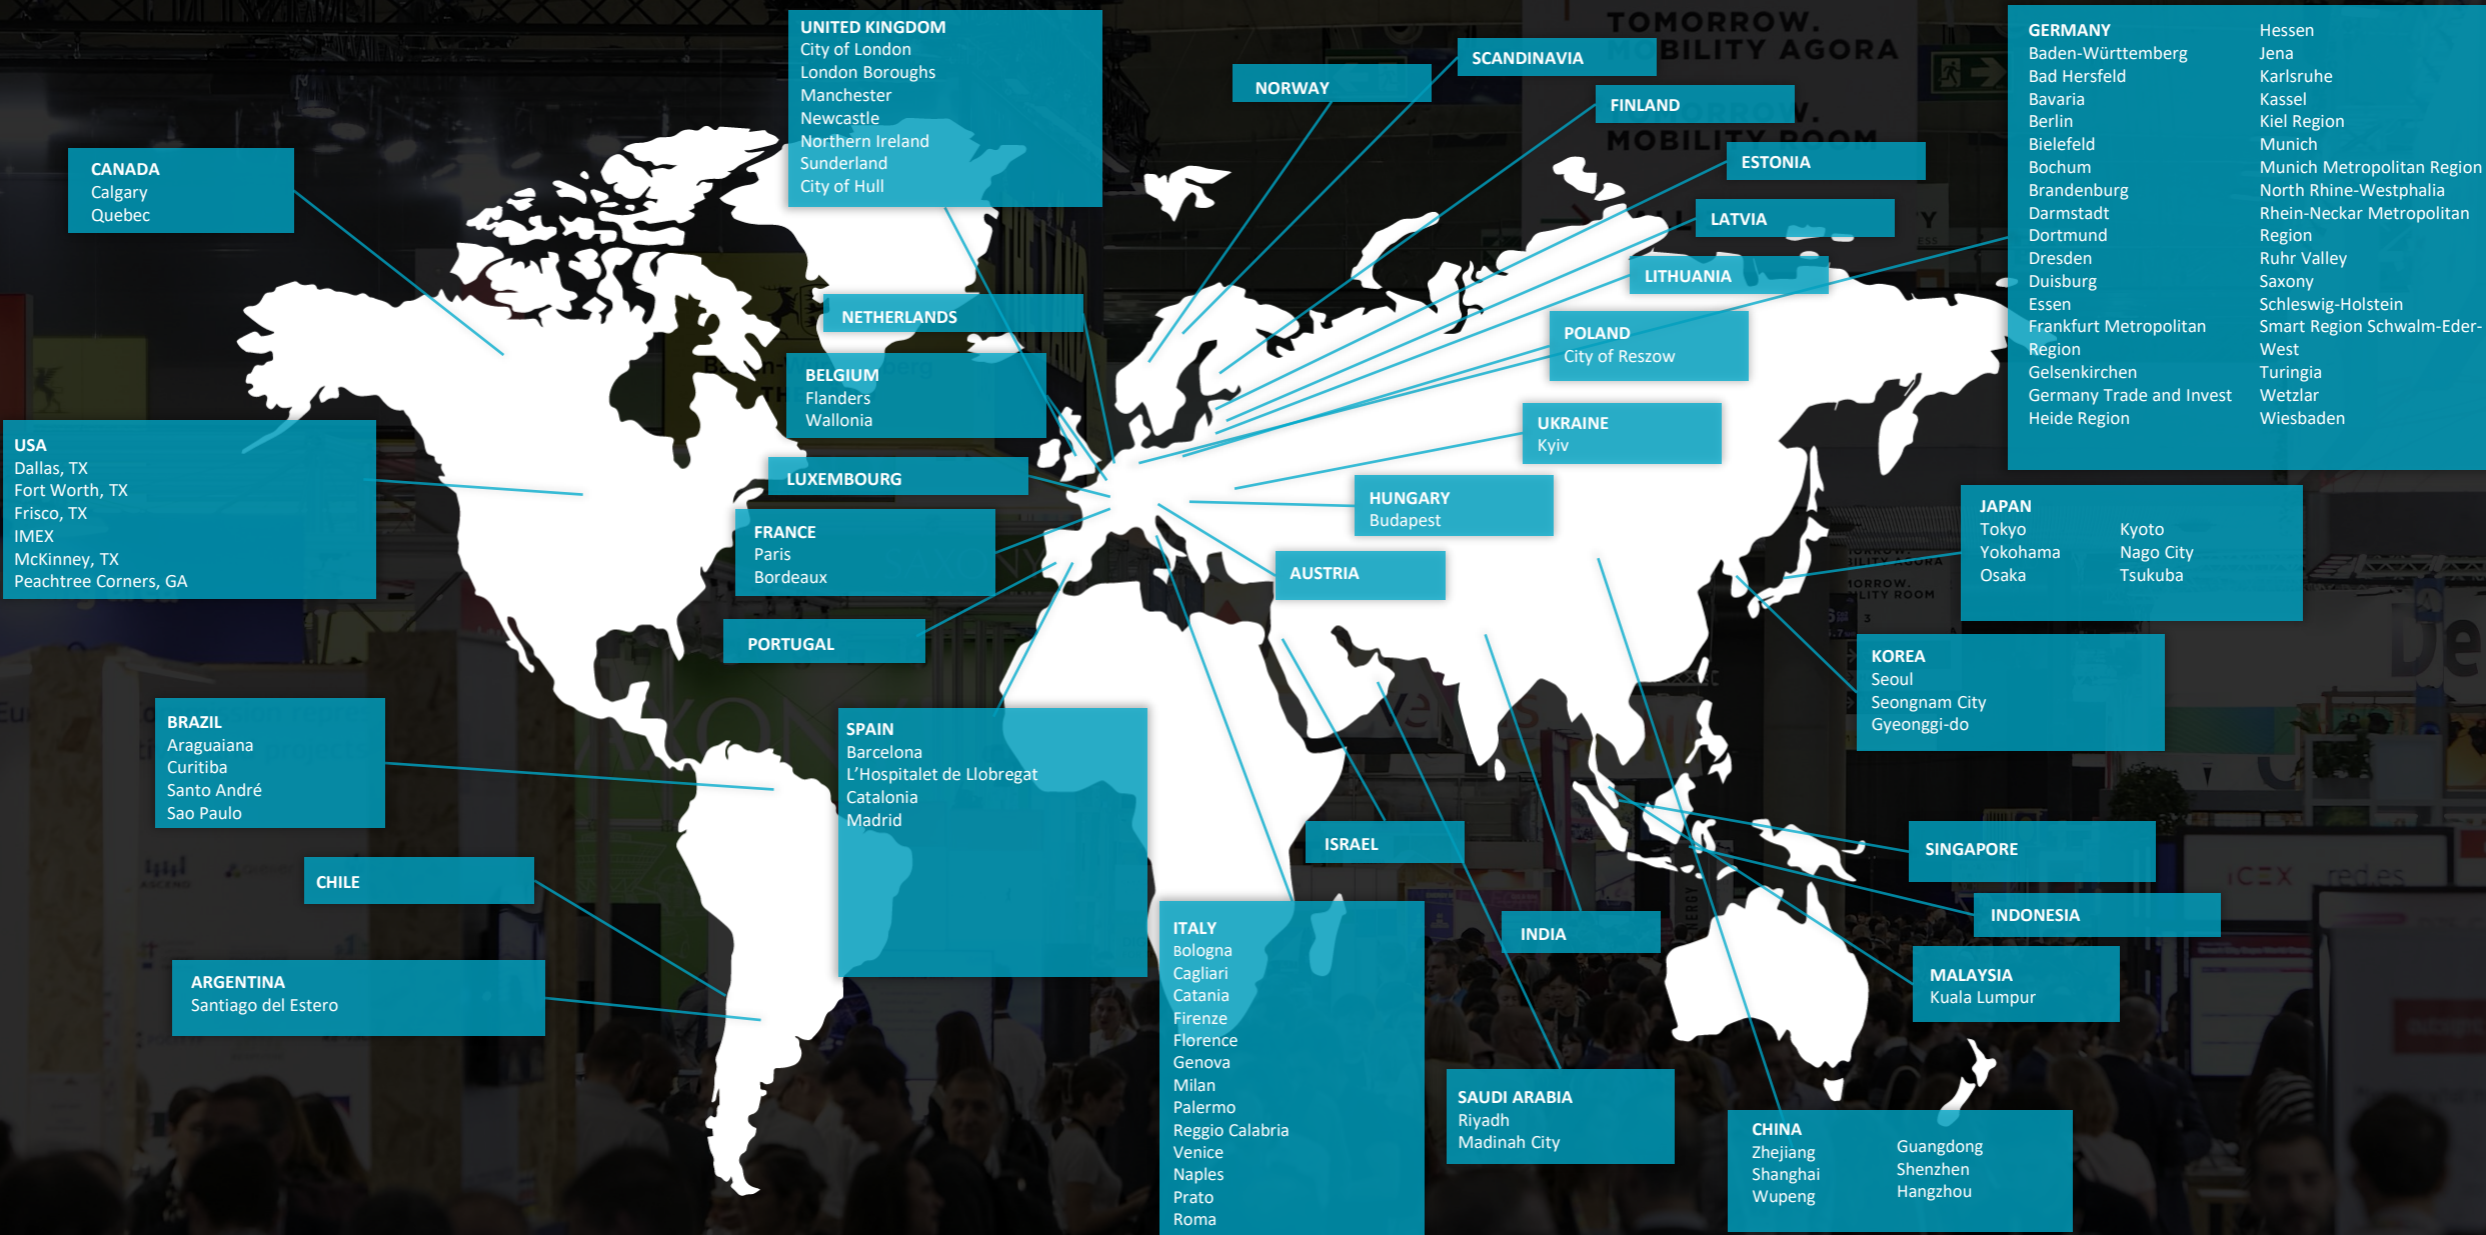 UNITED KINGDOM
City of London
London Boroughs
Manchester
Newcastle
Northern Ireland
Sunderland
City of Hull
CANADA
Calgary
Quebec
NORWAY
SCANDINAVIA
FINLAND
ESTONIA
LATVIA
LITHUANIA
TOMORROW.
MOBILITY AGORA
TOMORROW.
MOBILITY ROOM
GERMANY
Baden-Württemberg
Bad Hersfeld
Bavaria
Berlin
Bielefeld
Bochum
Brandenburg
Darmstadt
Dortmund
Dresden
Duisburg
Essen
Frankfurt Metropolitan
Region
Gelsenkirchen
Germany Trade and Invest
Heide Region
Hessen
Jena
Karlsruhe
Kassel
Kiel Region
Munich
Munich Metropolitan Region
North Rhine-Westphalia
Rhein-Neckar Metropolitan
Region
Ruhr Valley
Saxony
Schleswig-Holstein
Smart Region Schwalm-Eder-
West
Turingia
Wetzlar
Wiesbaden
NETHERLANDS
BELGIUM
Flanders
Wallonia
LUXEMBOURG
FRANCE
Paris
Bordeaux
PORTUGAL
POLAND
City of Reszow
UKRAINE
Kyiv
HUNGARY
Budapest
AUSTRIA
USA
Dallas, TX
Fort Worth, TX
Frisco, TX
IMEX
McKinney, TX
Peachtree Corners, GA
JAPAN
Tokyo
Yokohama
Osaka
Kyoto
Nago City
Tsukuba
KOREA
Seoul
Seongnam City
Gyeonggi-do
BRAZIL
Araguaiana
Curitiba
Santo André
Sao Paulo
SPAIN
Barcelona
L'Hospitalet de Llobregat
Catalonia
Madrid
CHILE
ARGENTINA
Santiago del Estero
ISRAEL
INDIA
SINGAPORE
INDONESIA
MALAYSIA
Kuala Lumpur
ITALY
Bologna
Cagliari
Catania
Firenze
Florence
Genova
Milan
Palermo
Reggio Calabria
Venice
Naples
Prato
Roma
SAUDI ARABIA
Riyadh
Madinah City
CHINA
Zhejiang
Shanghai
Wupeng
Guangdong
Shenzhen
Hangzhou
ICEX
red.es